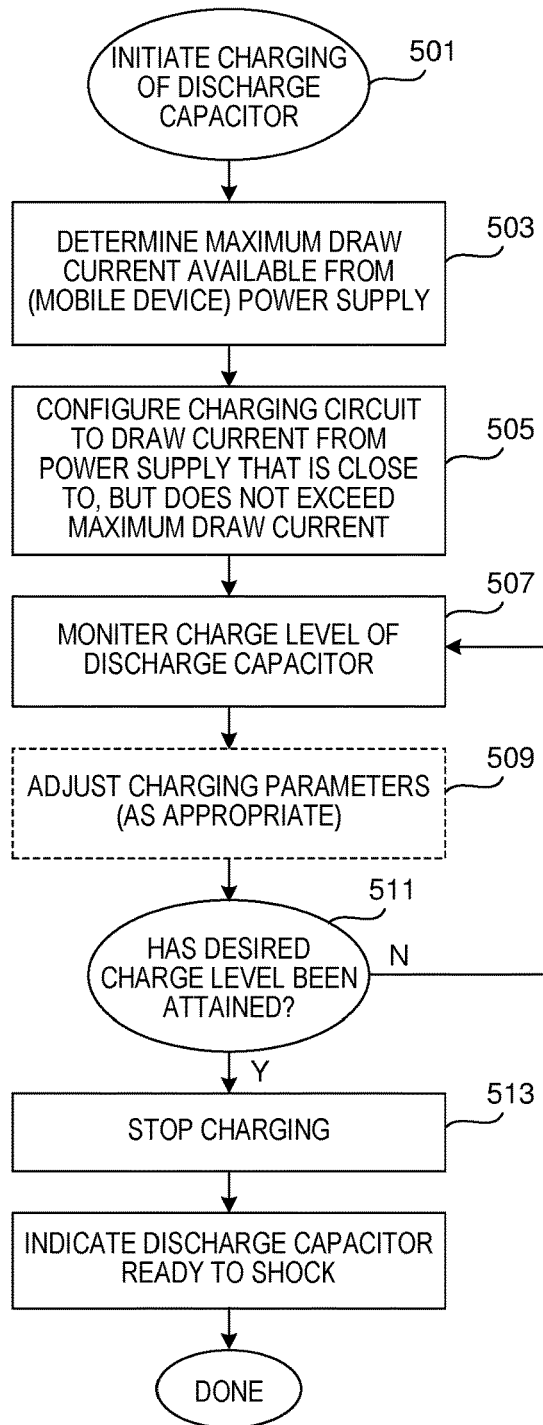 INITIATE CHARGING
OF DISCHARGE
CAPACITOR
501
DETERMINE MAXIMUM DRAW
CURRENT AVAILABLE FROM
(MOBILE DEVICE) POWER SUPPLY
503
CONFIGURE CHARGING CIRCUIT
TO DRAW CURRENT FROM
POWER SUPPLY THAT IS CLOSE
TO, BUT DOES NOT EXCEED
MAXIMUM DRAW CURRENT
505
MONITER CHARGE LEVEL OF
DISCHARGE CAPACITOR
507
ADJUST CHARGING PARAMETERS
(AS APPROPRIATE)
509
HAS DESIRED
CHARGE LEVEL BEEN
ATTAINED?
511
N
Y
STOP CHARGING
513
INDICATE DISCHARGE CAPACITOR
READY TO SHOCK
DONE